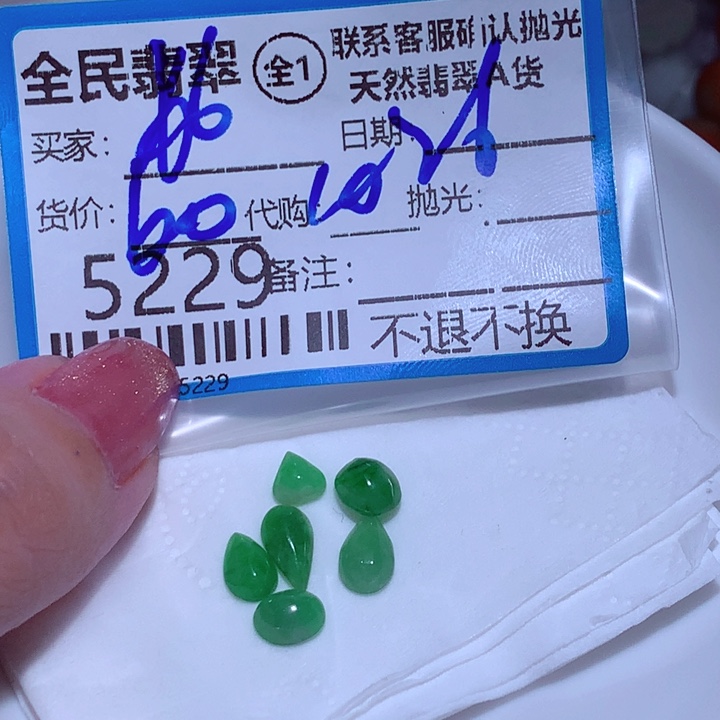 全民翡翠 全1 联系客服确认抛光
天然翡翠A货
买家:
日期:
货价: 60 代购: 抛光:
5229 备注:
不退不换
5229